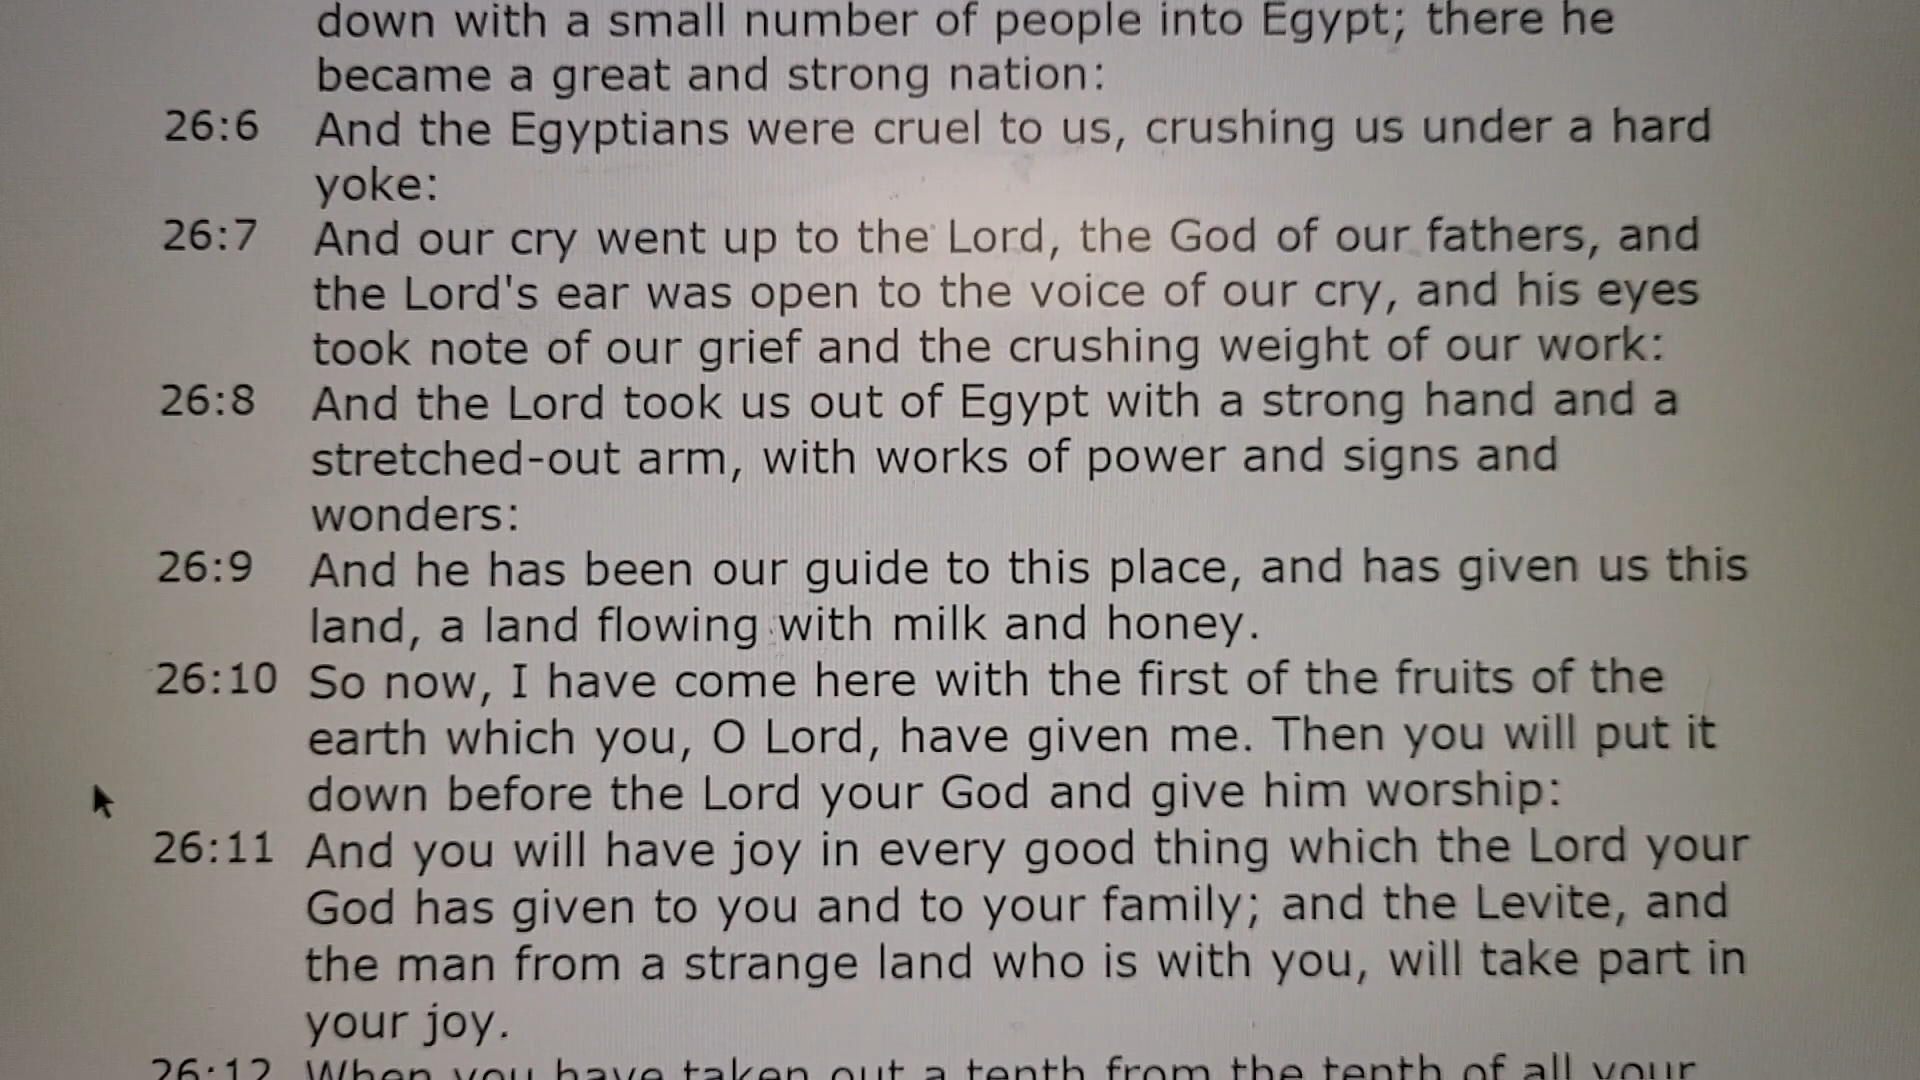 down with a small number of people into Egypt; there he
became a great and strong nation:
26:6 And the Egyptians were cruel to us, crushing us under a hard
yoke:
26:7 And our cry went up to the Lord, the God of our fathers, and
the Lord's ear was open to the voice of our cry, and his eyes
took note of our grief and the crushing weight of our work:
26:8 And the Lord took us out of Egypt with a strong hand and a
stretched-out arm, with works of power and signs and
wonders:
26:9 And he has been our guide to this place, and has given us this
land, a land flowing with milk and honey.
26:10 So now, I have come here with the first of the fruits of the
earth which you, O Lord, have given me. Then you will put it
down before the Lord your God and give him worship:
26:11 And you will have joy in every good thing which the Lord your
God has given to you and to your family; and the Levite, and
the man from a strange land who is with you, will take part in
your joy.
26:12 When you have taken out a tenth from the tenth of all your